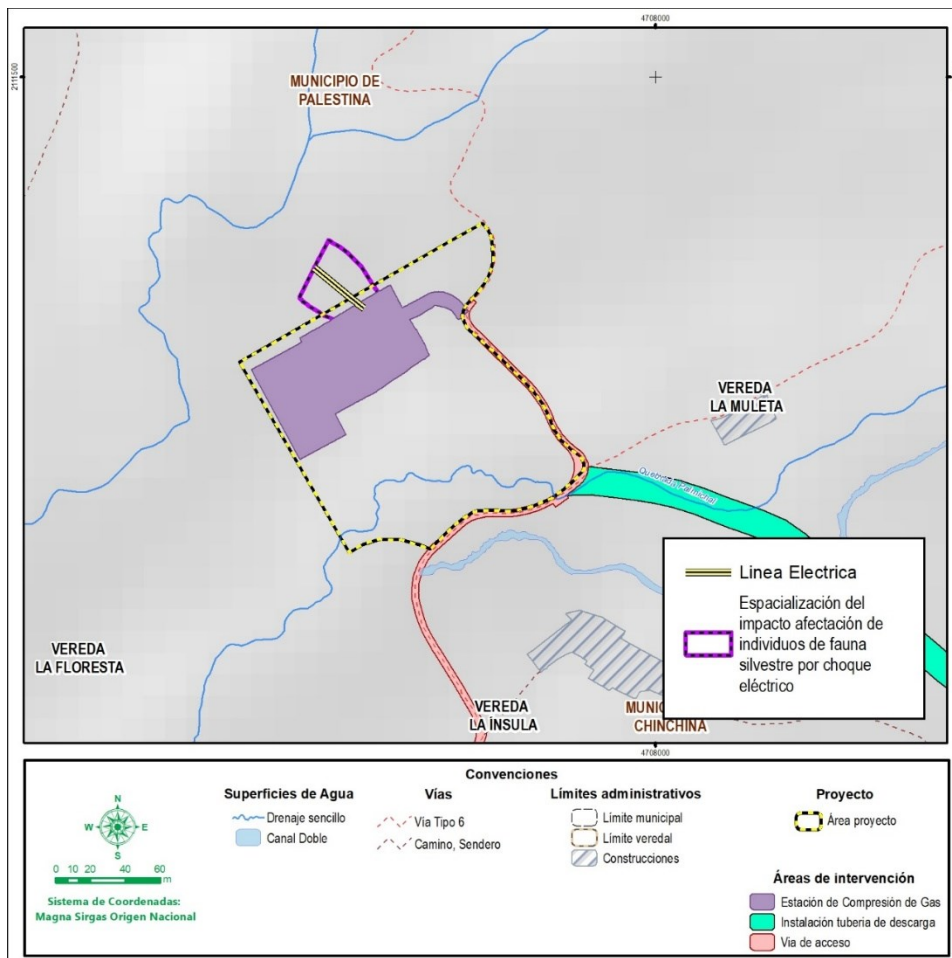 4708000
2111500
MUNICIPIO DE
PALESTINA
VEREDA
LA MULETA
VEREDA
LA FLORESTA
VEREDA
LA ÍNSULA
CHINCHINA
Linea Electrica
Espacialización del
impacto afectación de
individuos de fauna
silvestre por choque
eléctrico
4708000
Convenciones
N
W
E
S
0 10 20 40 60
m
Sistema de Coordenadas:
Magna Sirgas Origen Nacional
Superficies de Agua
Drenaje sencillo
Canal Doble
Vías
Vía Tipo 6
Camino, Sendero
Límites administrativos
Límite municipal
Límite veredal
Construcciones
Proyecto
Área proyecto
Áreas de intervención
Estación de Compresión de Gas
Instalación tuberia de descarga
Via de acceso